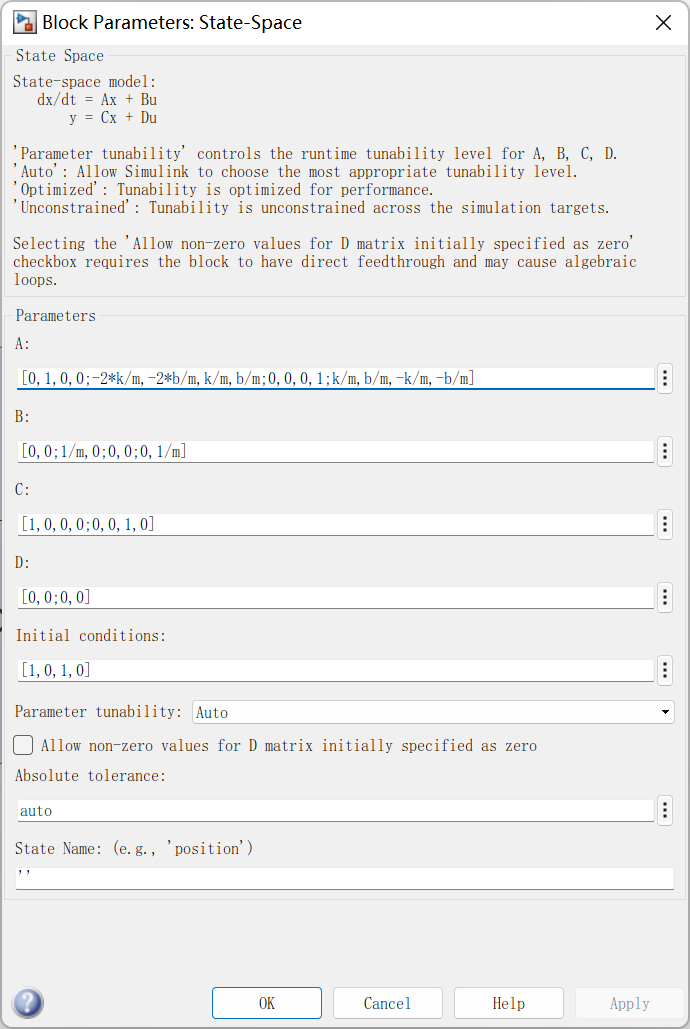 Block Parameters: State-Space
State Space
State-space model:
dx/dt = Ax + Bu
y = Cx + Du
'Parameter tunability' controls the runtime tunability level for A, B, C, D.
'Auto': Allow Simulink to choose the most appropriate tunability level.
'Optimized': Tunability is optimized for performance.
'Unconstrained': Tunability is unconstrained across the simulation targets.
Selecting the 'Allow non-zero values for D matrix initially specified as zero'
checkbox requires the block to have direct feedthrough and may cause algebraic
loops.
Parameters
A:
[0,1,0,0;-2*k/m,-2*b/m,k/m,b/m;0,0,0,1;k/m,b/m,-k/m,-b/m]
B:
[0,0;1/m,0;0,0;0,1/m]
C:
[1,0,0,0;0,0,1,0]
D:
[0,0;0,0]
Initial conditions:
[1,0,1,0]
Parameter tunability: Auto
Allow non-zero values for D matrix initially specified as zero
Absolute tolerance:
auto
State Name: (e.g., 'position')
''
OK Cancel Help Apply